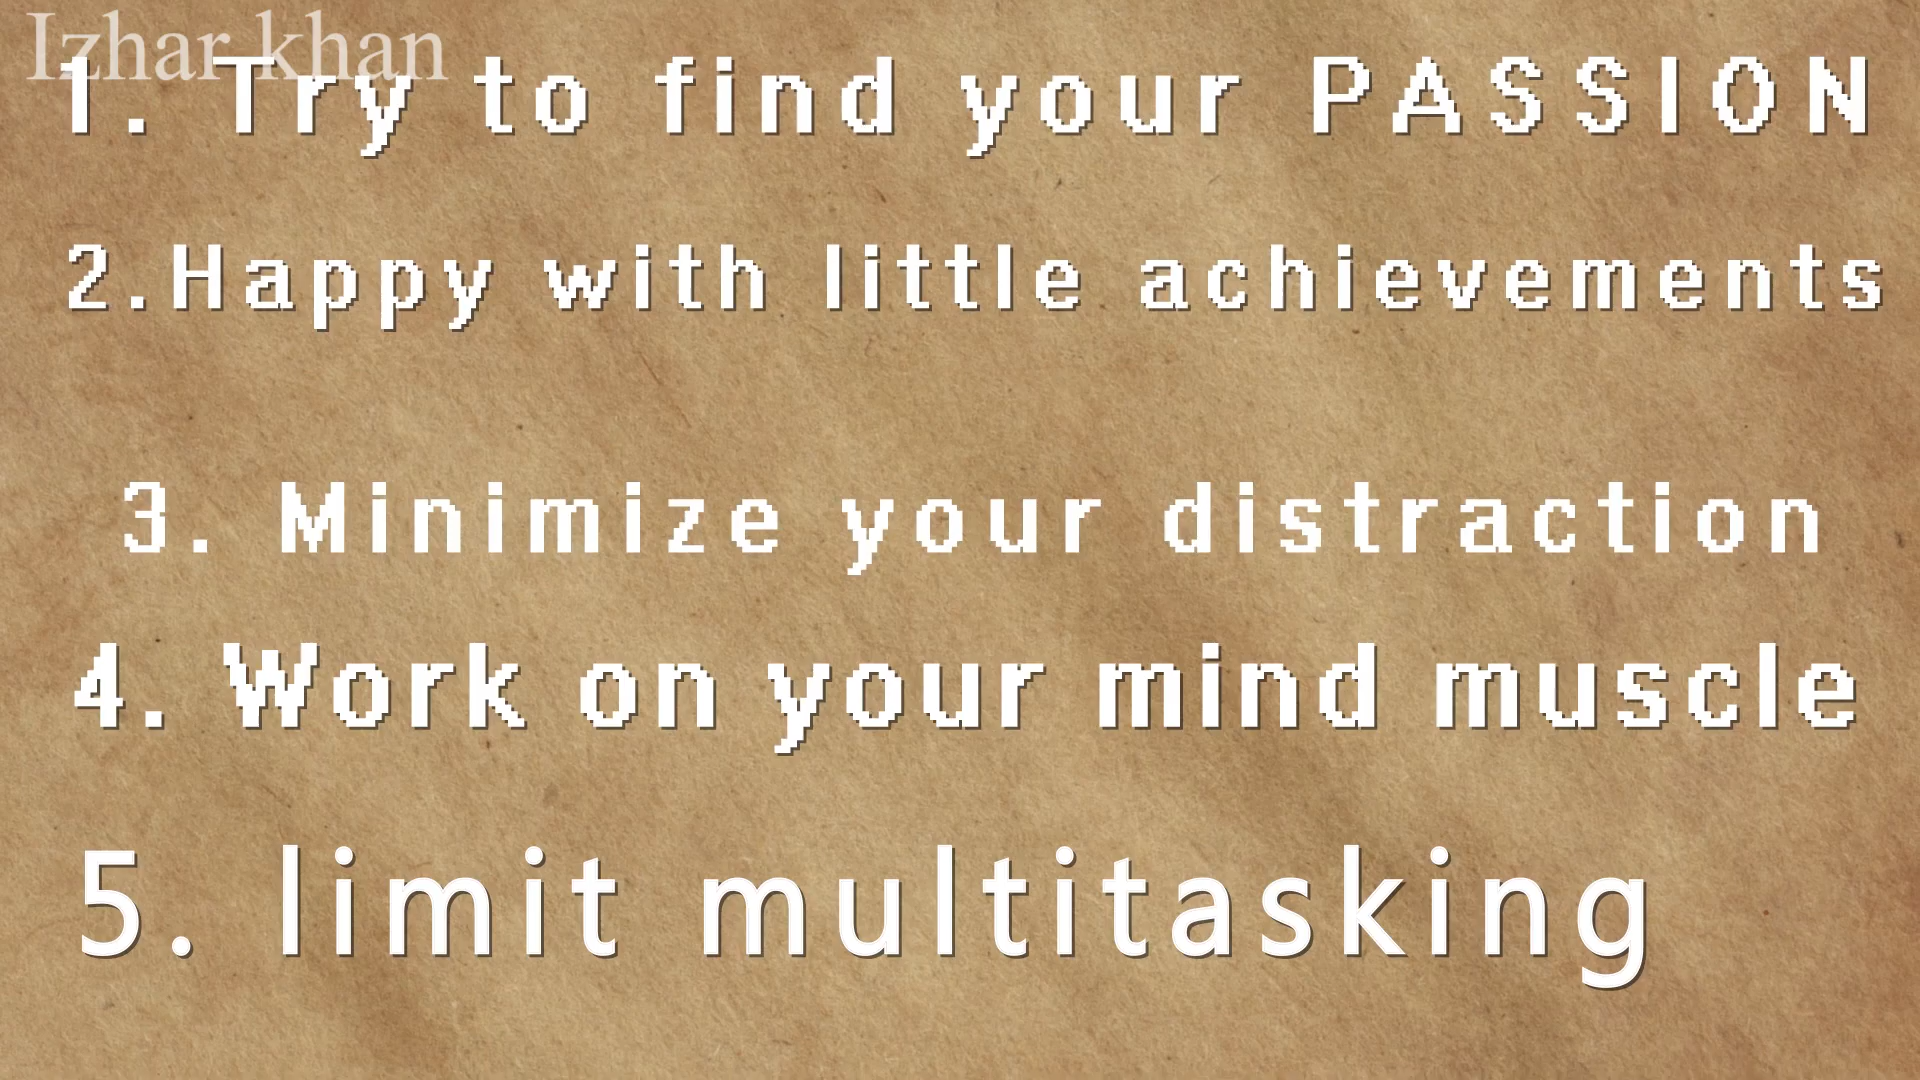 Izhar khan
1. Try to find your PASSION
2.Happy with little achievements
3. Minimize your distraction
4. Work on your mind muscle
5. limit multitasking